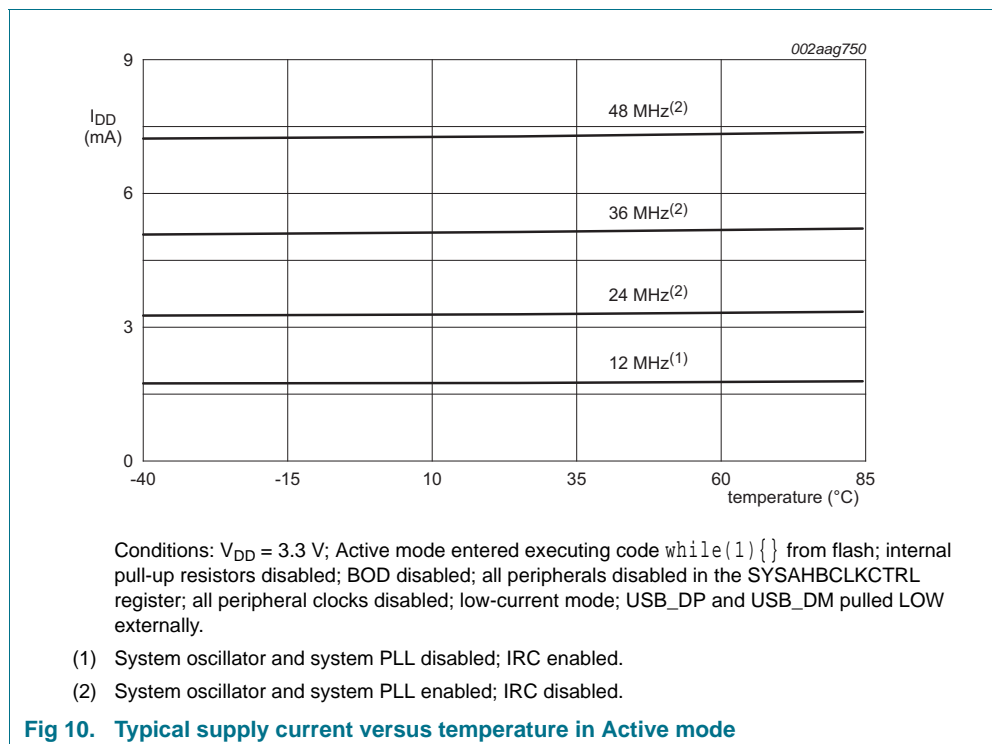 002aag750
9
I_DD
(mA)
48 MHz(2)
6
36 MHz(2)
24 MHz(2)
3
12 MHz(1)
0
-40 -15 10 35 60 85
temperature (°C)
Conditions: V_DD = 3.3 V; Active mode entered executing code while(1){} from flash; internal
pull-up resistors disabled; BOD disabled; all peripherals disabled in the SYSAHBCLKCTRL
register; all peripheral clocks disabled; low-current mode; USB_DP and USB_DM pulled LOW
externally.
(1) System oscillator and system PLL disabled; IRC enabled.
(2) System oscillator and system PLL enabled; IRC disabled.
Fig 10. Typical supply current versus temperature in Active mode